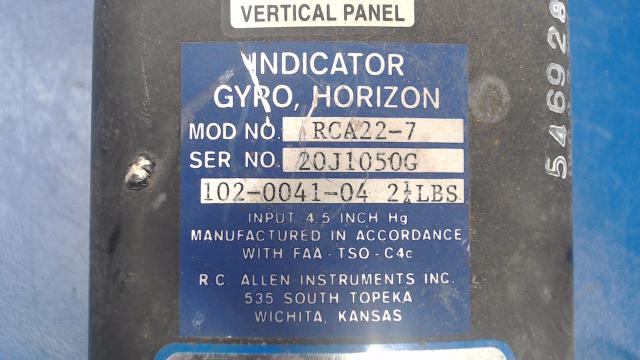 VERTICAL PANEL
INDICATOR
GYRO, HORIZON
MOD NO. RCA22-7
SER NO. 20J1050G
102-0041-04 2¼LBS
INPUT 4.5 INCH Hg
MANUFACTURED IN ACCORDANCE
WITH FAA-TSO-C4c
R.C. ALLEN INSTRUMENTS INC.
535 SOUTH TOPEKA
WICHITA, KANSAS
546928